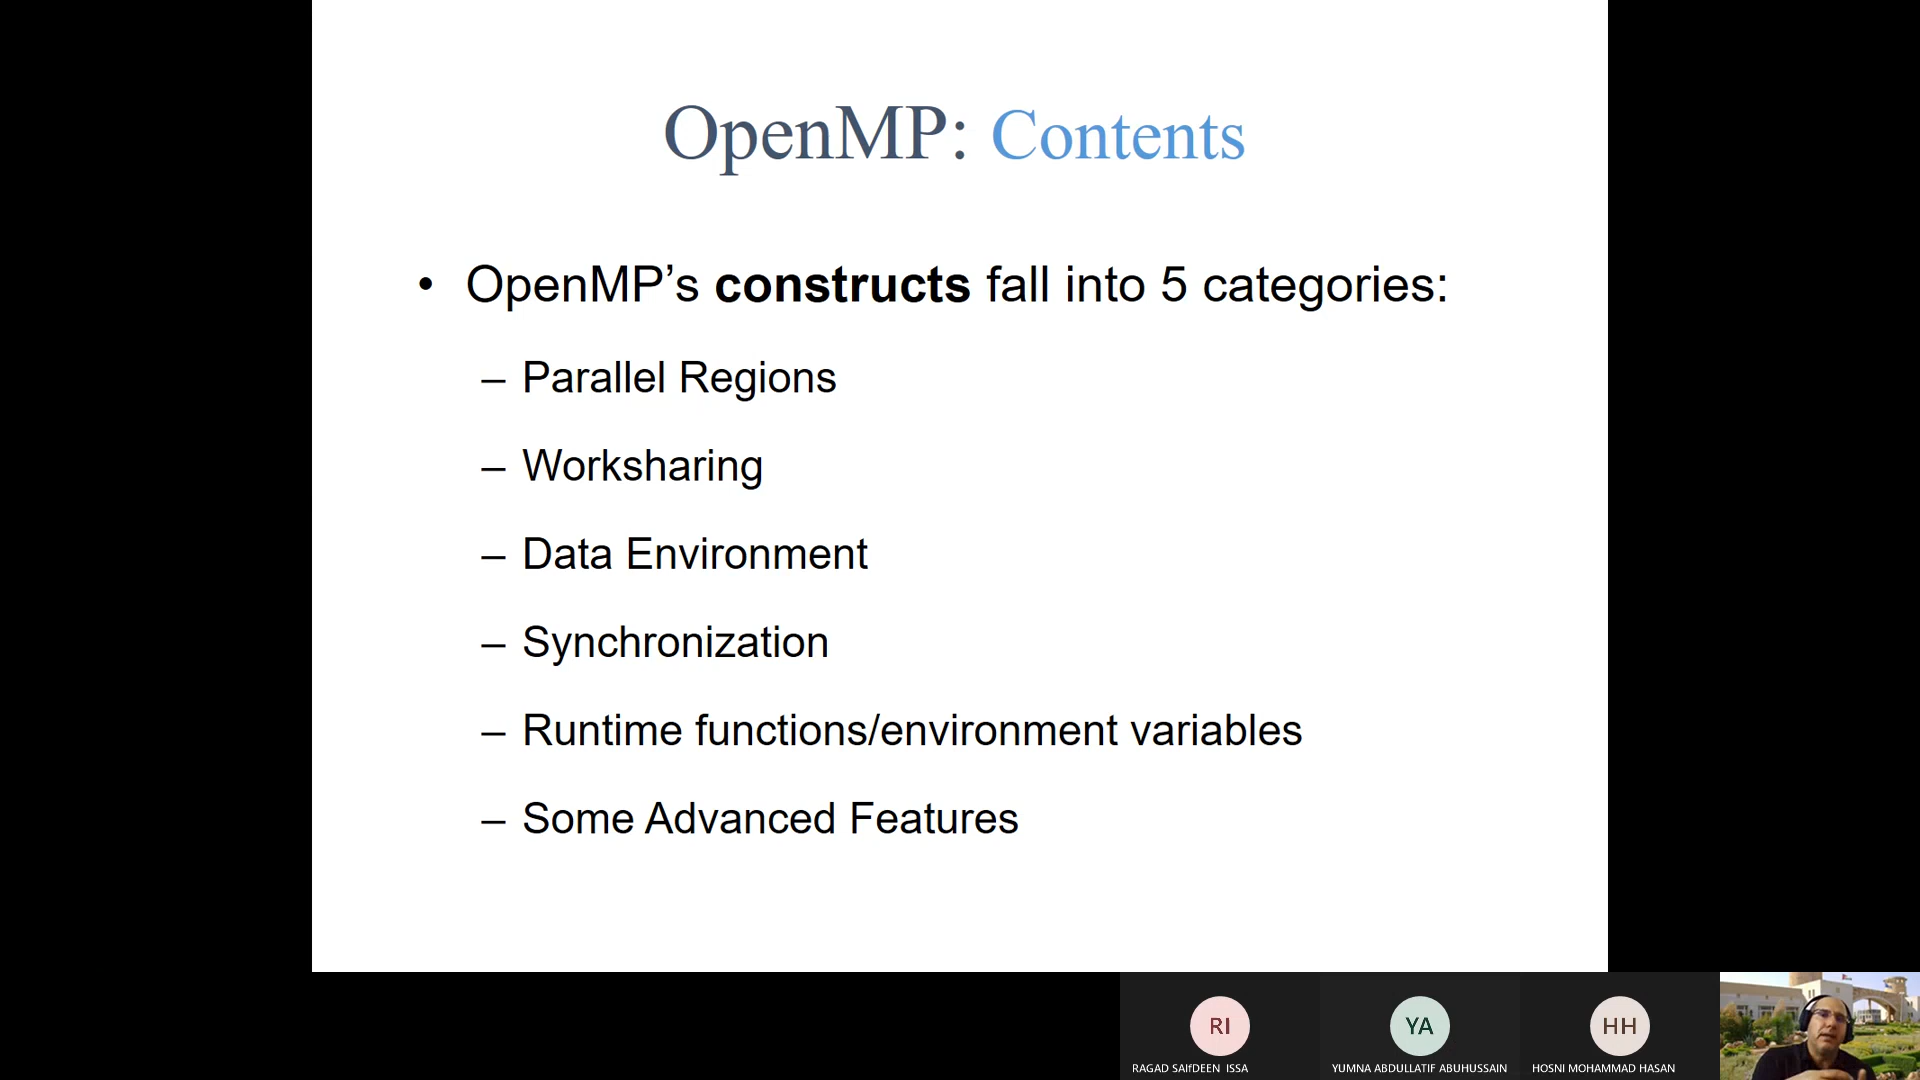 OpenMP: Contents
• OpenMP’s constructs fall into 5 categories:
– Parallel Regions
– Worksharing
– Data Environment
– Synchronization
– Runtime functions/environment variables
– Some Advanced Features
RI
YA
HH
RAGAD SAIfDEEN ISSA
YUMNA ABDULLATIF ABUHUSSAIN
HOSNI MOHAMMAD HASAN